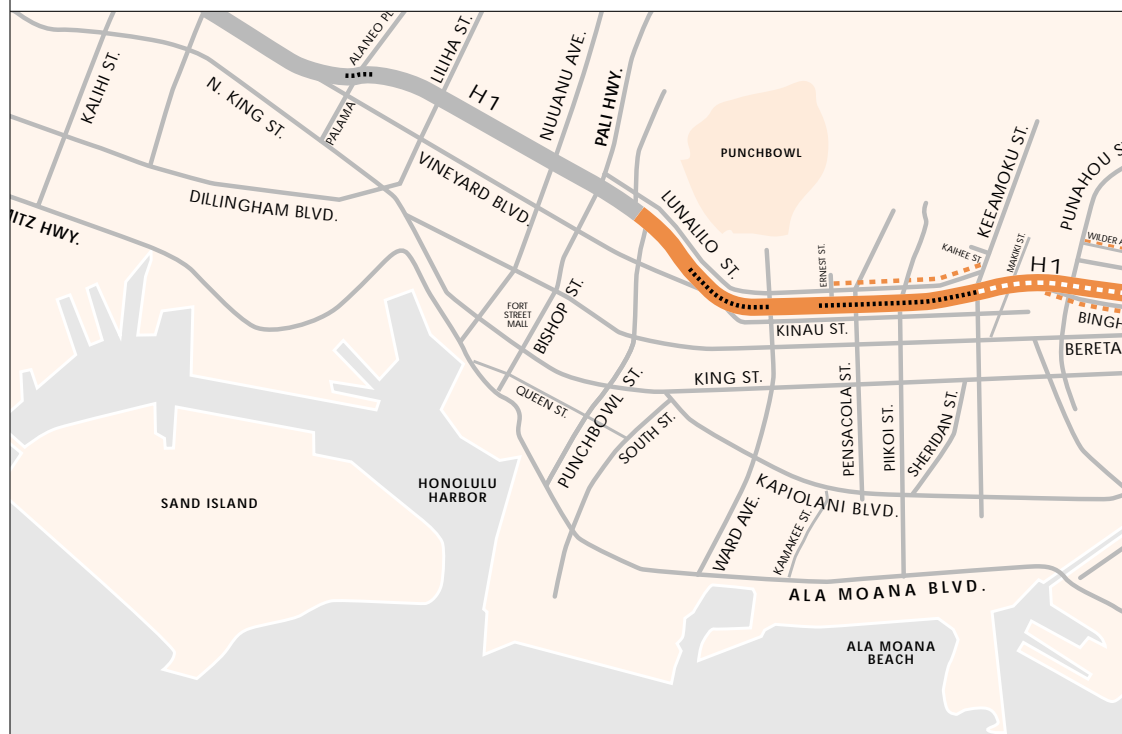 ALANEO PL
LILIHA ST.
KALIHI ST.
N. KING ST.
PALAMA
H1
NUUANU AVE.
PALI HWY.
VINEYARD BLVD.
DILLINGHAM BLVD.
HWY.
PUNCHBOWL
LUNALILO ST.
KEEAMOKU ST.
PUNAHOU S
WILDER A
KAIHEE ST.
MAKIKI ST.
ERNEST ST.
H1
FORT
STREET
MALL
BISHOP ST.
KINAU ST.
BINGH
BERETA
KING ST.
QUEEN ST.
PUNCHBOWL ST.
SOUTH ST.
PENSACOLA ST.
PIIKOI ST.
SHERIDAN ST.
KAPIOLANI BLVD.
WARD AVE.
KAMAKEE ST.
SAND ISLAND
HONOLULU
HARBOR
ALA MOANA BLVD.
ALA MOANA
BEACH